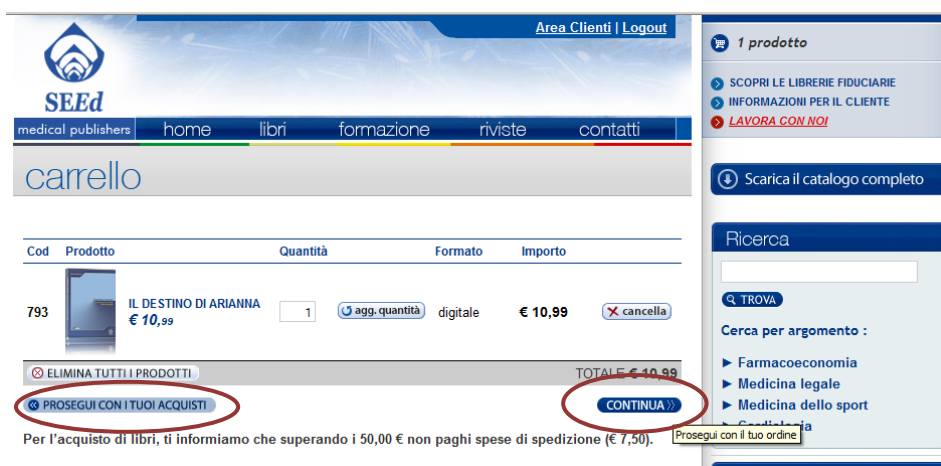 Area Clienti | Logout
SEEd
medical publishers
home
libri
formazione
riviste
contatti
carrello
Cod
Prodotto
Quantità
Formato
Importo
793
IL DESTINO DI ARIANNA
€ 10,99
1
agg. quantità
digitale
€ 10,99
cancella
ELIMINA TUTTI I PRODOTTI
TOTALE € 10,99
PROSEGUI CON I TUOI ACQUISTI
CONTINUA
Per l'acquisto di libri, ti informiamo che superando i 50,00 € non paghi spese di spedizione (€ 7,50).
Prosegui con il tuo ordine
1 prodotto
SCOPRI LE LIBRERIE FIDUCIARIE
INFORMAZIONI PER IL CLIENTE
LAVORA CON NOI
Scarica il catalogo completo
Ricerca
TROVA
Cerca per argomento :
Farmacoeconomia
Medicina legale
Medicina dello sport